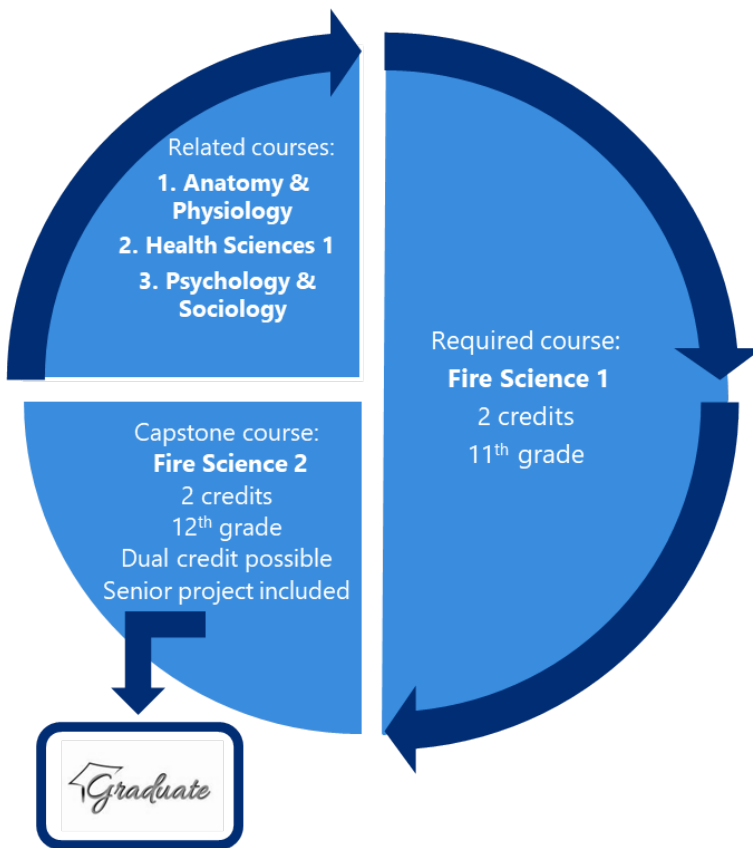 Related courses:
1. Anatomy &
Physiology
2. Health Sciences 1
3. Psychology &
Sociology
Required course:
Fire Science 1
2 credits
11th grade
Capstone course:
Fire Science 2
2 credits
12th grade
Dual credit possible
Senior project included
Graduate